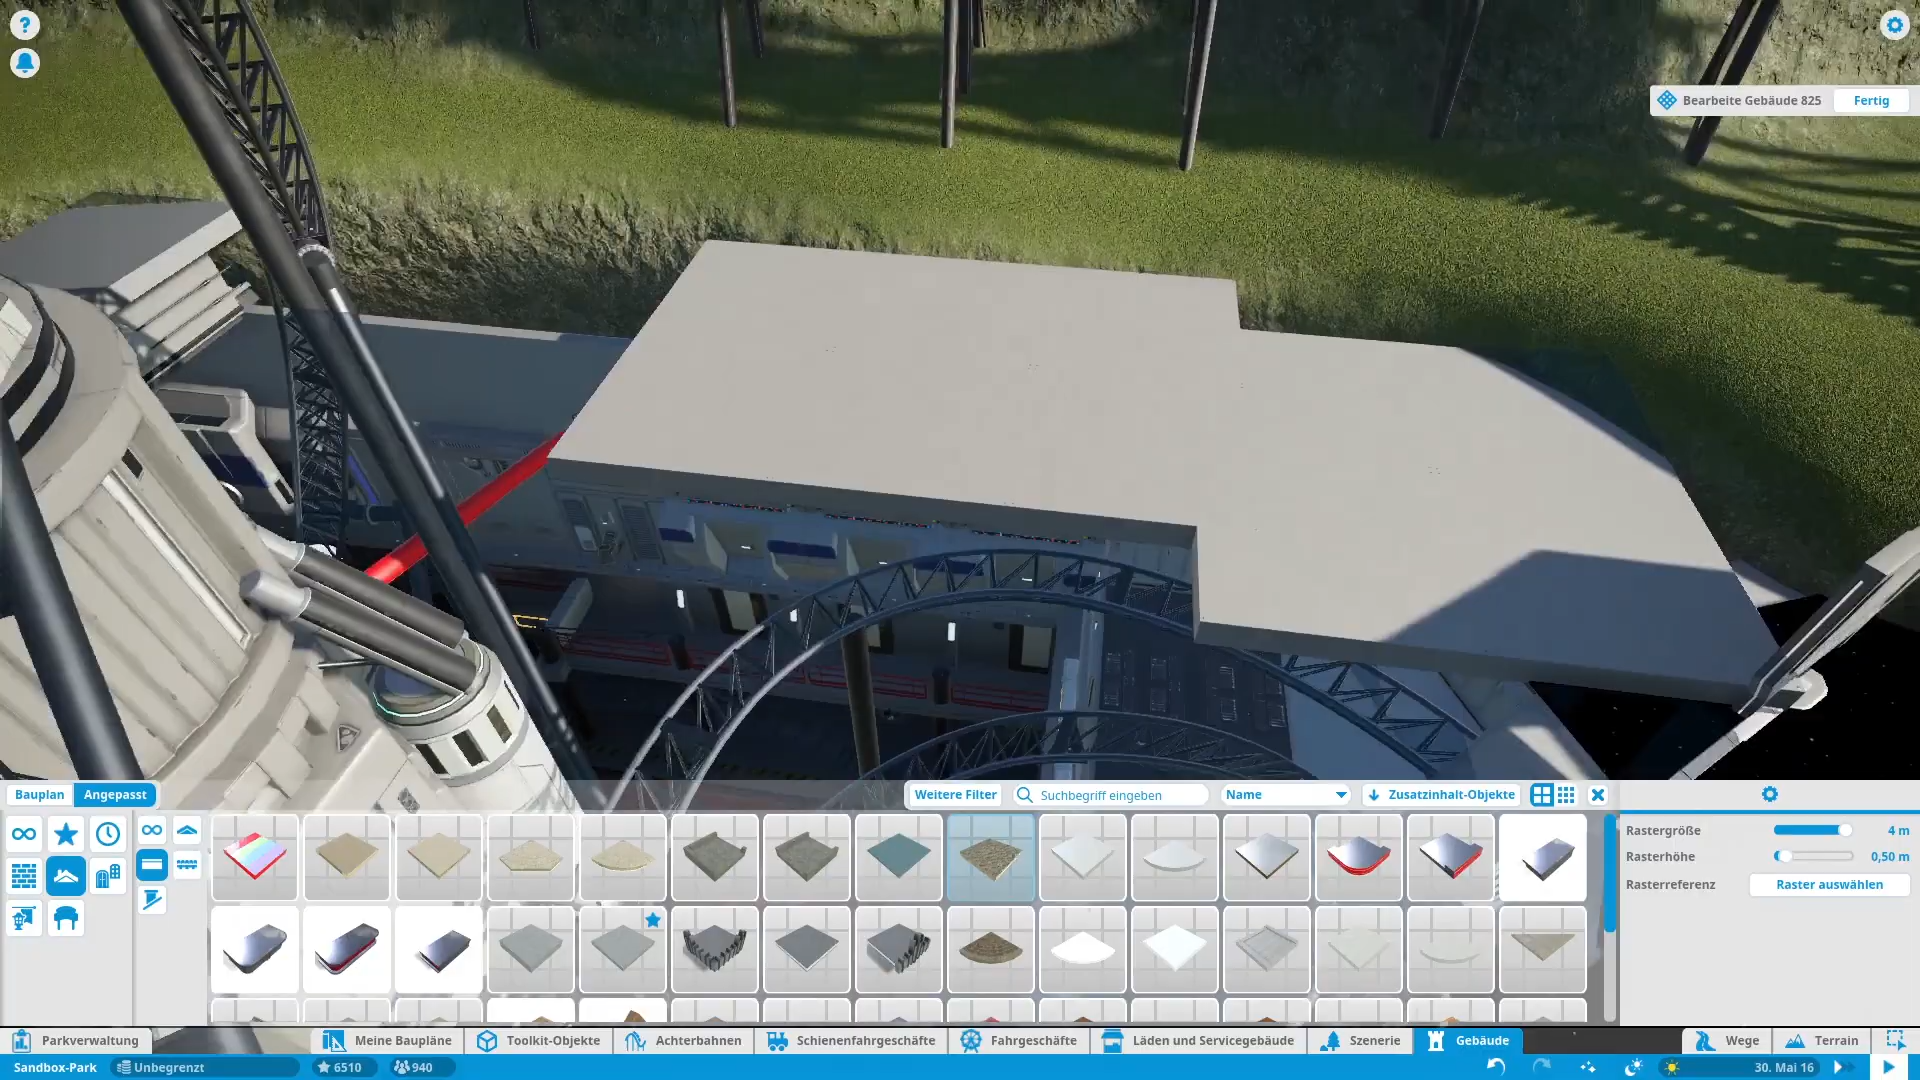 ?
Bearbeite Gebäude 825 Fertig
Bauplan Angepasst Weitere Filter Suchbegriff eingeben Name Zusatzinhalt-Objekte
Rastergröße 4 m
Rasterhöhe 0,50 m
Rasterreferenz Raster auswählen
Parkverwaltung Meine Baupläne Toolkit-Objekte Achterbahnen Schienenfahrgeschäfte Fahrgeschäfte Läden und Servicegebäude Szenerie Gebäude Wege Terrain
Sandbox-Park Unbegrenzt 6510 940 30. Mai 16